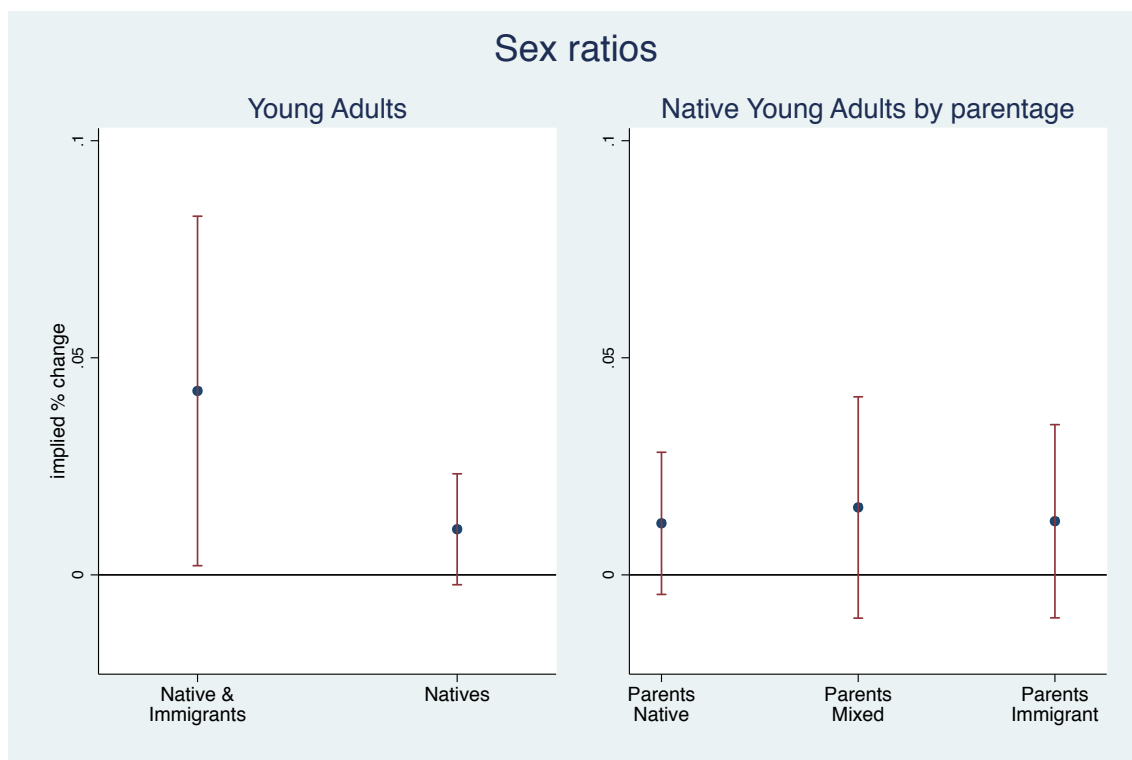 Sex ratios
Young Adults
implied % change
.1
.05
0
Native &
Immigrants
Natives
Native Young Adults by parentage
.1
.05
0
Parents
Native
Parents
Mixed
Parents
Immigrant